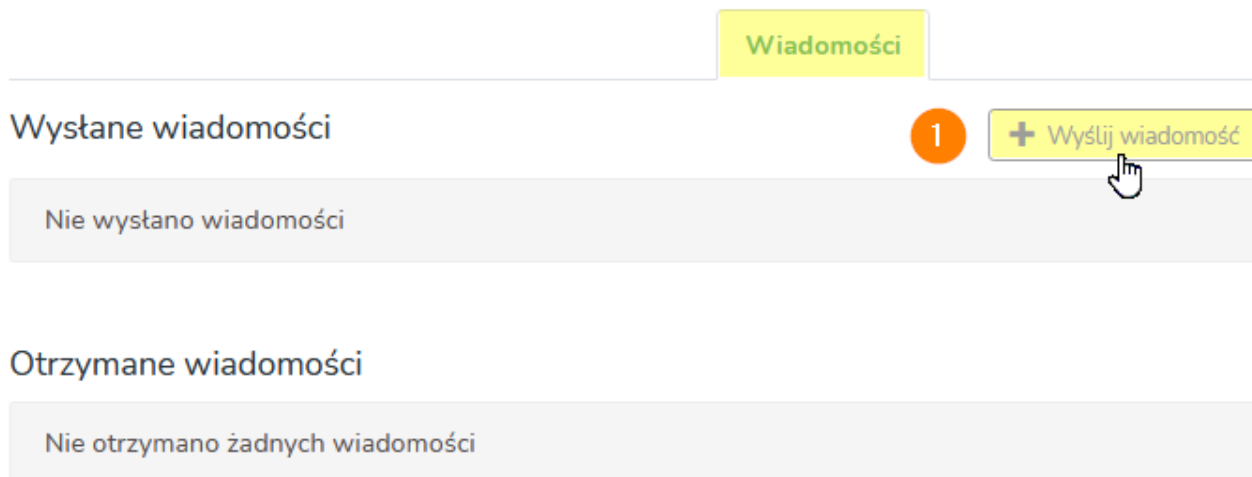 Wiadomości
Wysłane wiadomości
1
+ Wyślij wiadomość
Nie wysłano wiadomości
Otrzymane wiadomości
Nie otrzymano żadnych wiadomości